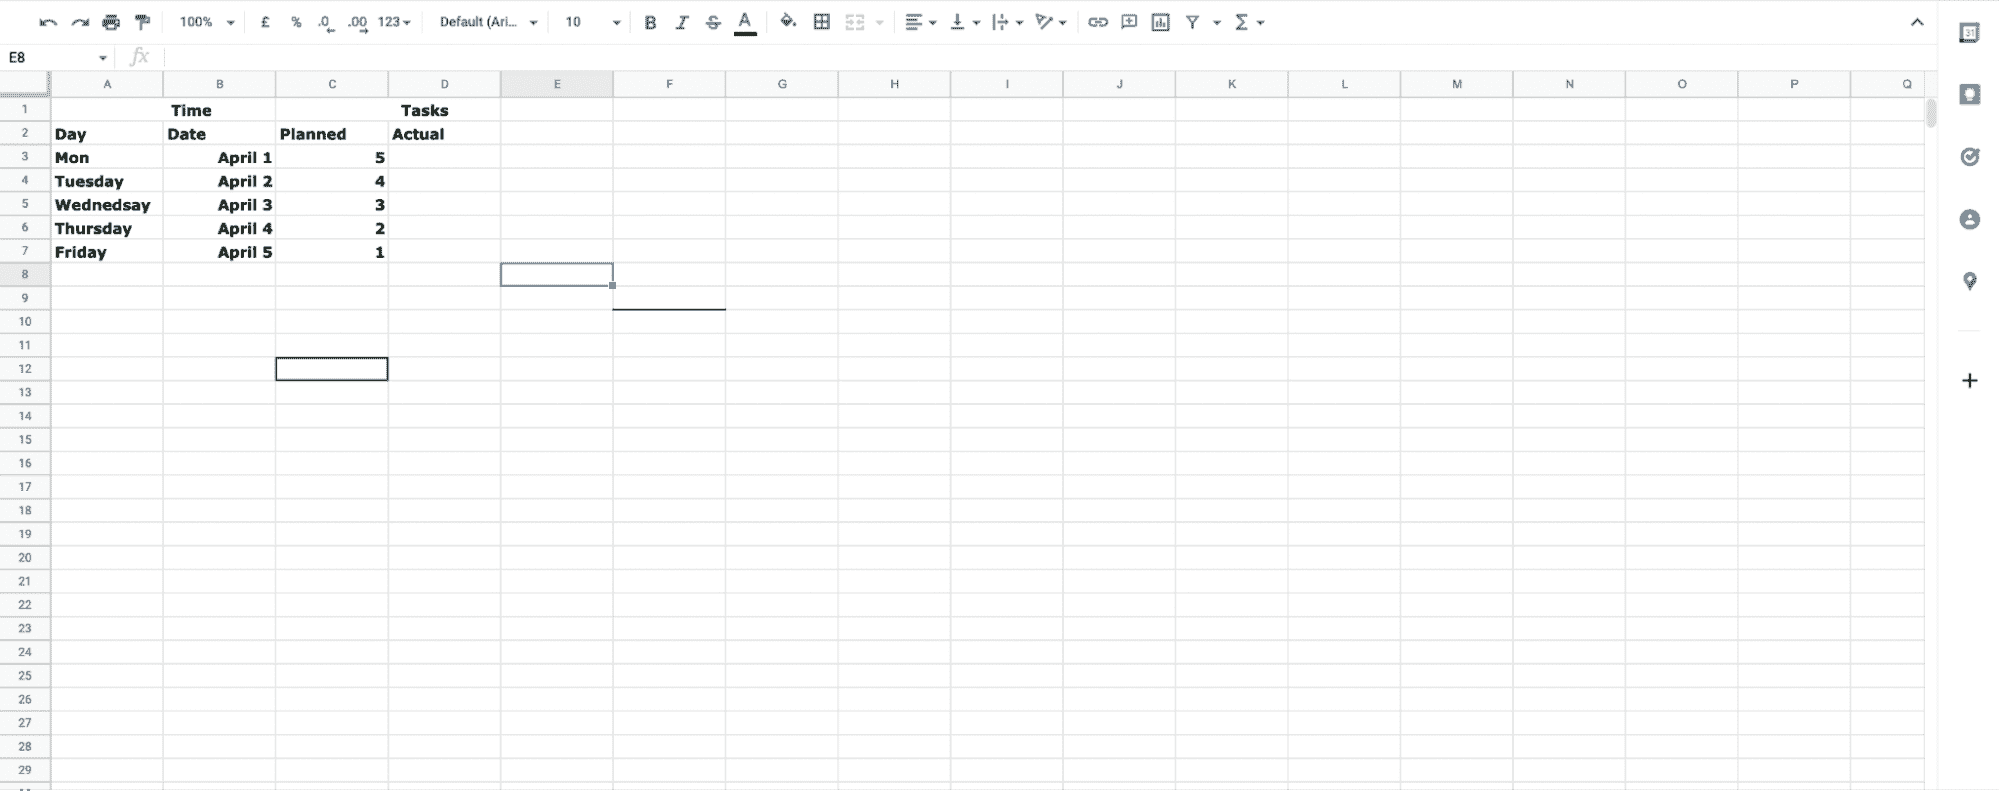 100% £ % .0 .00 123 Default (Ari... 10 B I S A Σ 31
E8 fx
A B C D E F G H I J K L M N O P Q
1 Time Tasks
2 Day Date Planned Actual
3 Mon April 1 5
4 Tuesday April 2 4
5 Wednedsay April 3 3
6 Thursday April 4 2
7 Friday April 5 1
8
9
10
11
12
13
14
15
16
17
18
19
20
21
22
23
24
25
26
27
28
29